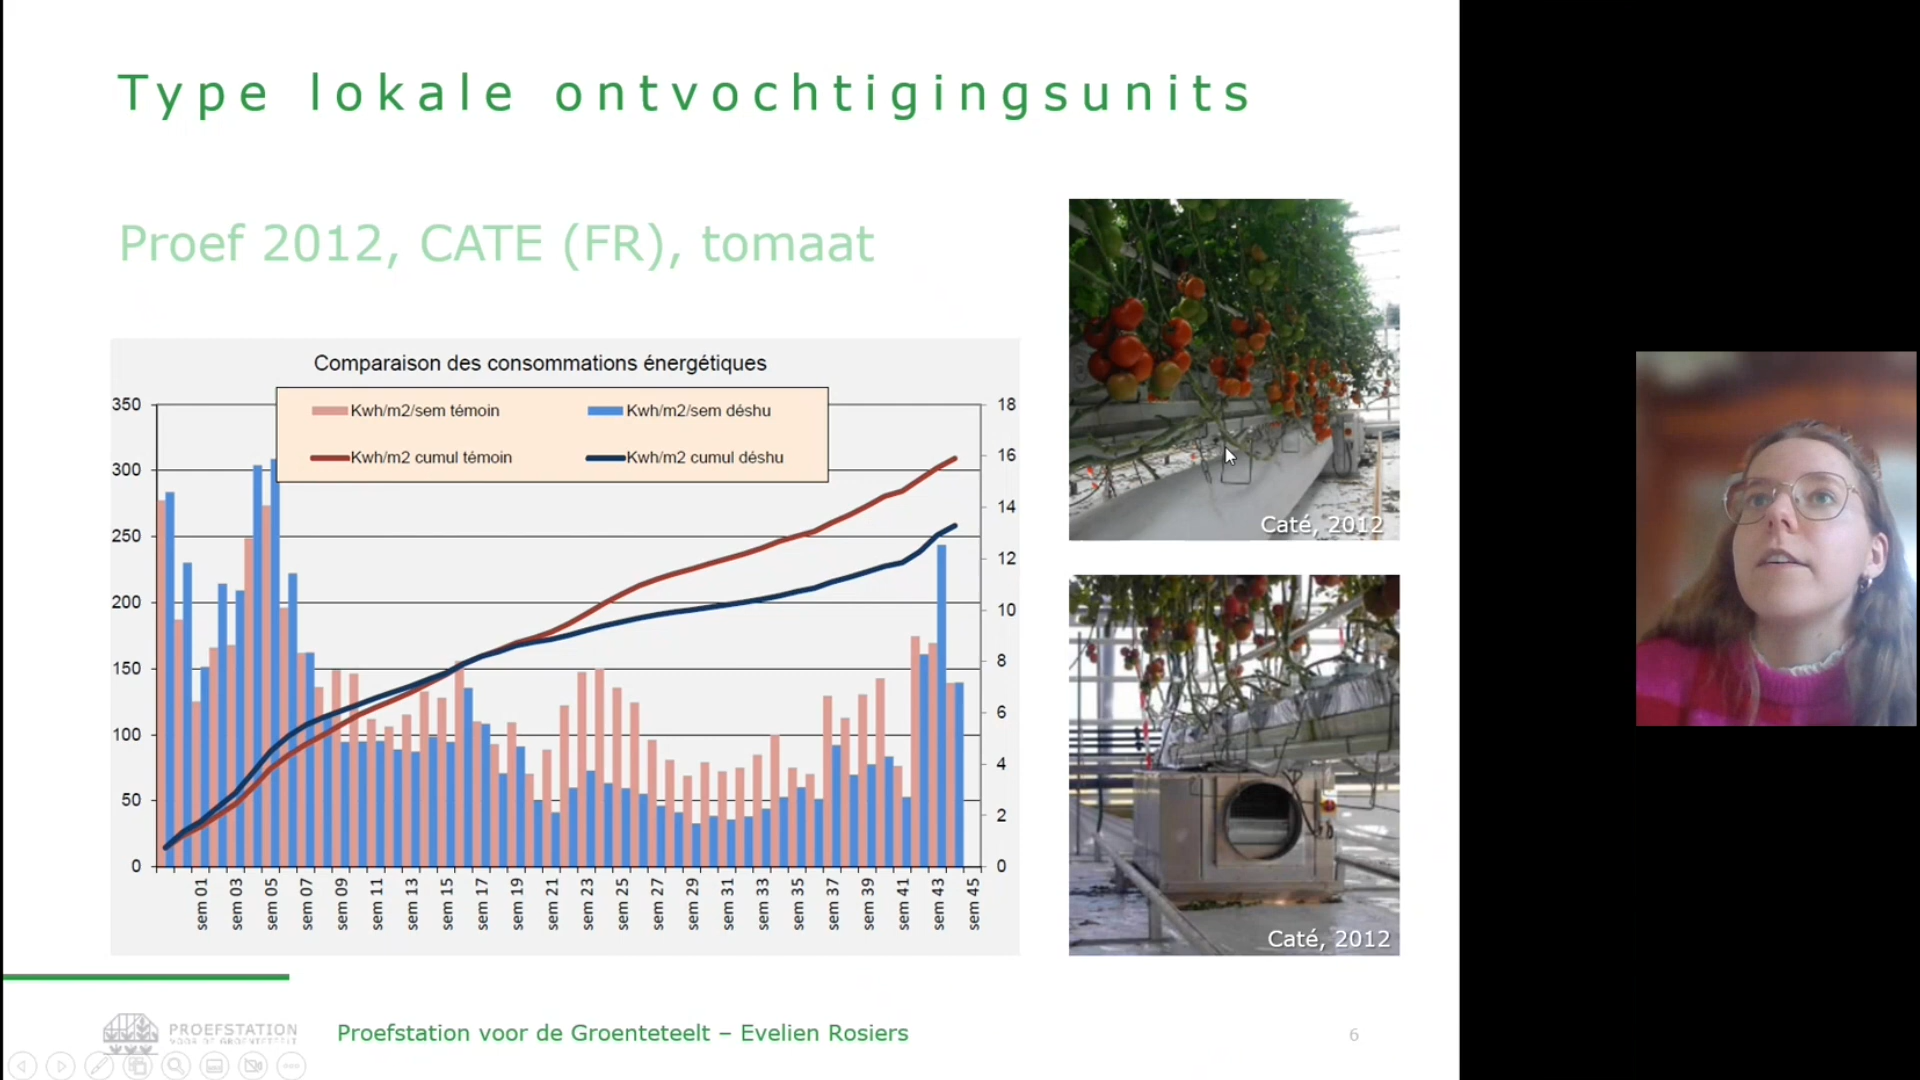 Type lokale ontvochtigingsunits
Proef 2012, CATE (FR), tomaat
Comparaison des consommations énergétiques
Kwh/m2/sem témoin
Kwh/m2/sem déshu
Kwh/m2 cumul témoin
Kwh/m2 cumul déshu
350
300
250
200
150
100
50
0
18
16
14
12
10
8
6
4
2
0
sem 01
sem 03
sem 05
sem 07
sem 09
sem 11
sem 13
sem 15
sem 17
sem 19
sem 21
sem 23
sem 25
sem 27
sem 29
sem 31
sem 33
sem 35
sem 37
sem 39
sem 41
sem 43
sem 45
Caté, 2012
Caté, 2012
PROEFSTATION
VOOR DE GROENTETEELT
Proefstation voor de Groenteteelt – Evelien Rosiers
6